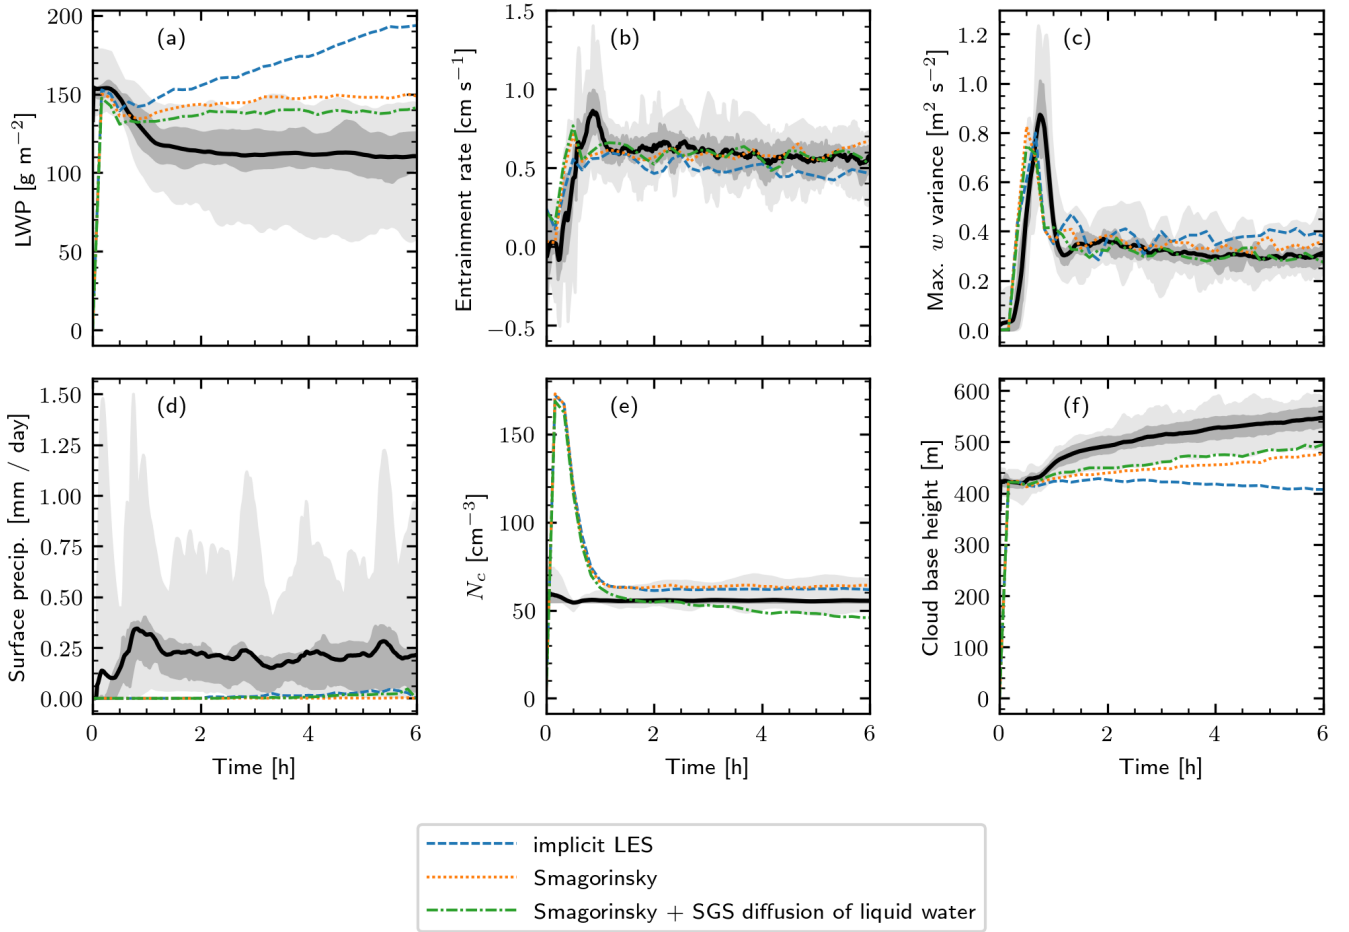 (a)
LWP [g m−2]
200
150
100
50
0
(b)
Entrainment rate [cm s−1]
1.5
1.0
0.5
0.0
−0.5
(c)
Max. w variance [m2 s−2]
1.2
1.0
0.8
0.6
0.4
0.2
0.0
(d)
Surface precip. [mm / day]
1.50
1.25
1.00
0.75
0.50
0.25
0.00
0 2 4 6
Time [h]
(e)
Nc [cm−3]
150
100
50
0
0 2 4 6
Time [h]
(f)
Cloud base height [m]
600
500
400
300
200
100
0
0 2 4 6
Time [h]
implicit LES
Smagorinsky
Smagorinsky + SGS diffusion of liquid water